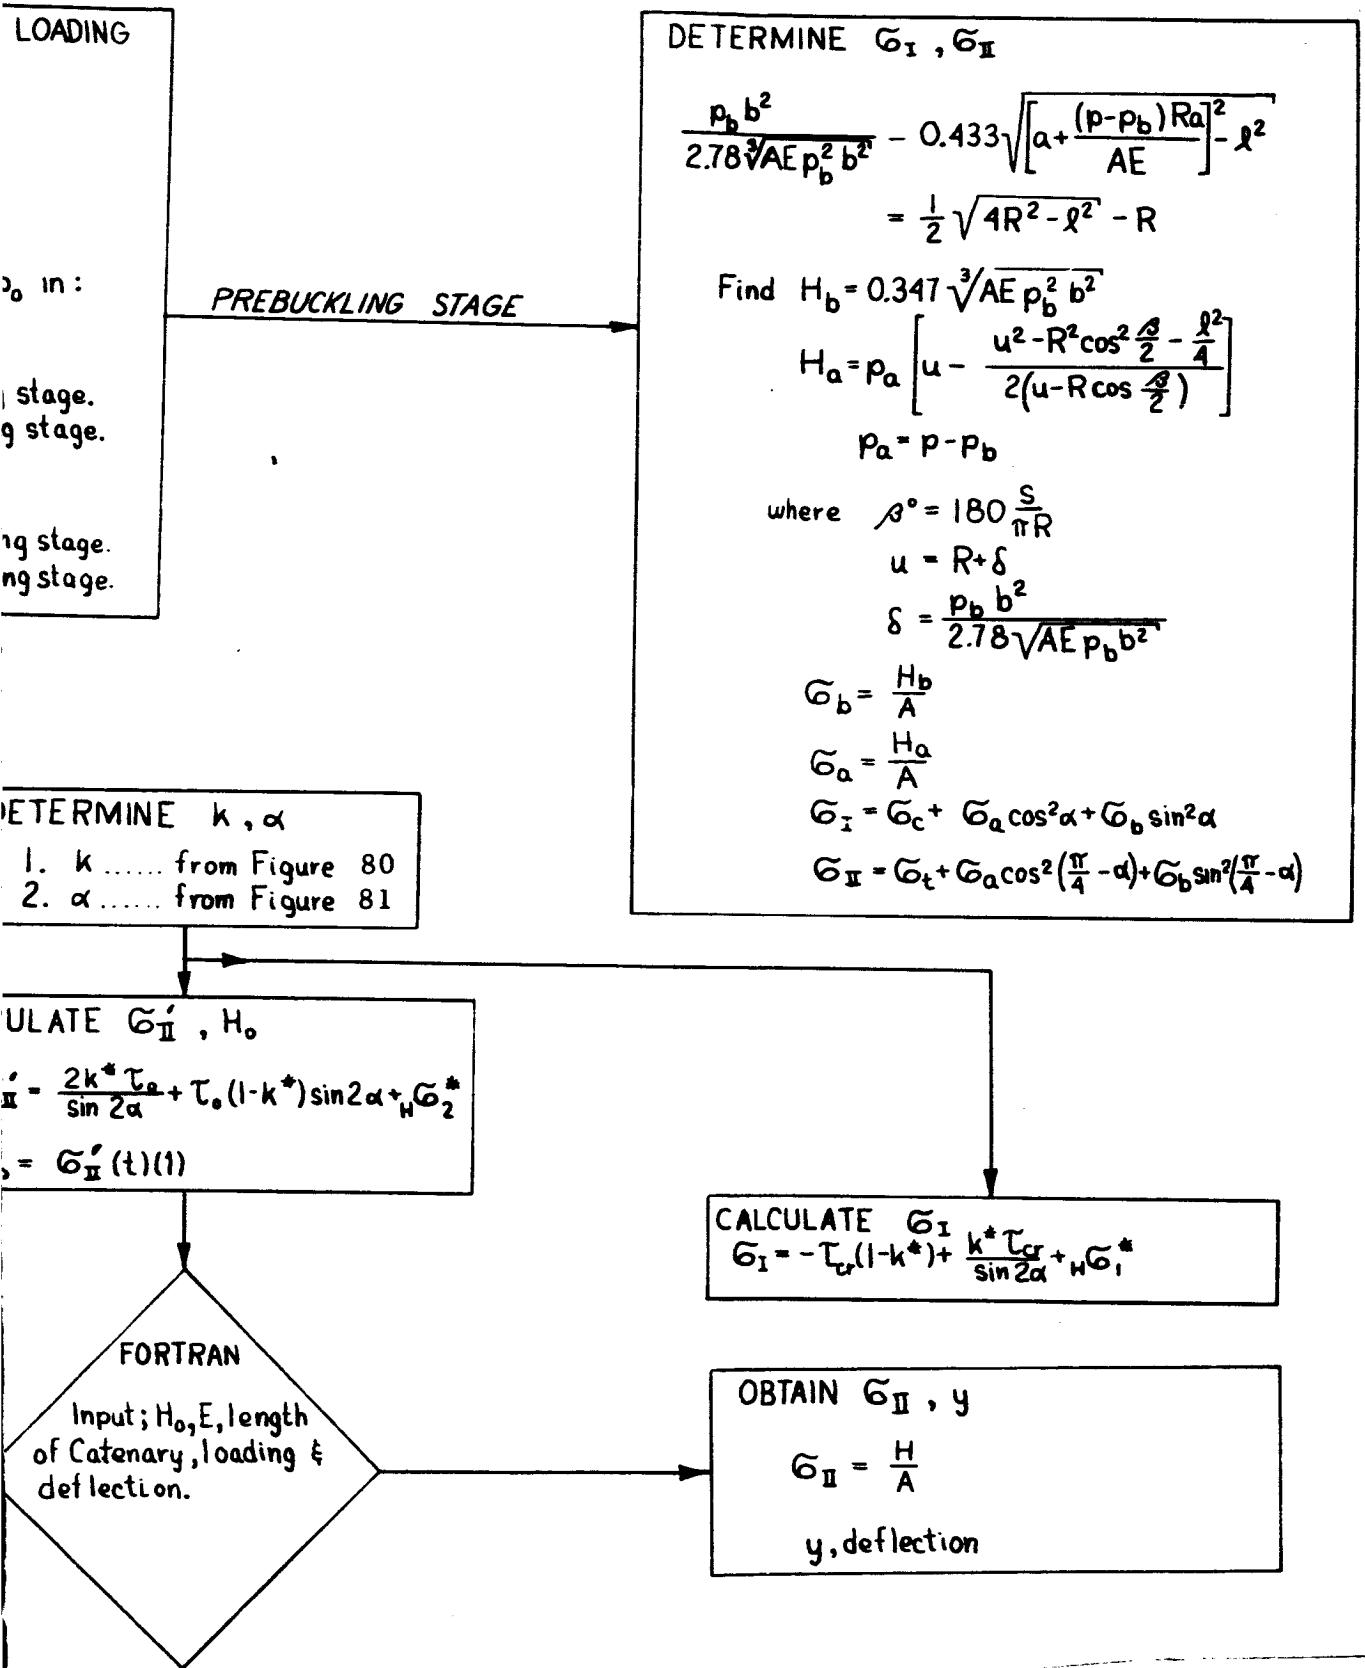 LOADING
in:
stage.
stage.
stage.
stage.
PREBUCKLING STAGE
DETERMINE σ_I , σ_II
p_b b² / 2.78 ∛(AE p_b² b²) - 0.433 √([a + (p-p_b) Ra / AE]² - ℓ²)
= 1/2 √(4R² - ℓ²) - R
Find H_b = 0.347 ∛(AE p_b² b²)
H_a = p_a [u - (u² - R² cos² β/2 - ℓ²/4) / 2(u - R cos β/2)]
p_a = p - p_b
where β° = 180 S/πR
u = R + δ
δ = p_b b² / 2.78 √(AE p_b b²)
σ_b = H_b / A
σ_a = H_a / A
σ_I = σ_c + σ_a cos²α + σ_b sin²α
σ_II = σ_t + σ_a cos²(π/4 - α) + σ_b sin²(π/4 - α)
ETERMINE k , α
1. k ...... from Figure 80
2. α ...... from Figure 81
ULATE σ'_II , H_o
'_II = 2k* τ_o / sin 2α + τ_o (1-k*) sin 2α + _Hσ_2*
= σ'_II (t)(1)
CALCULATE σ_I
σ_I = -τ_cr (1-k*) + k* τ_cr / sin 2α + _Hσ_1*
FORTRAN
Input; H_o, E, length
of Catenary, loading &
deflection.
OBTAIN σ_II , y
σ_II = H / A
y, deflection